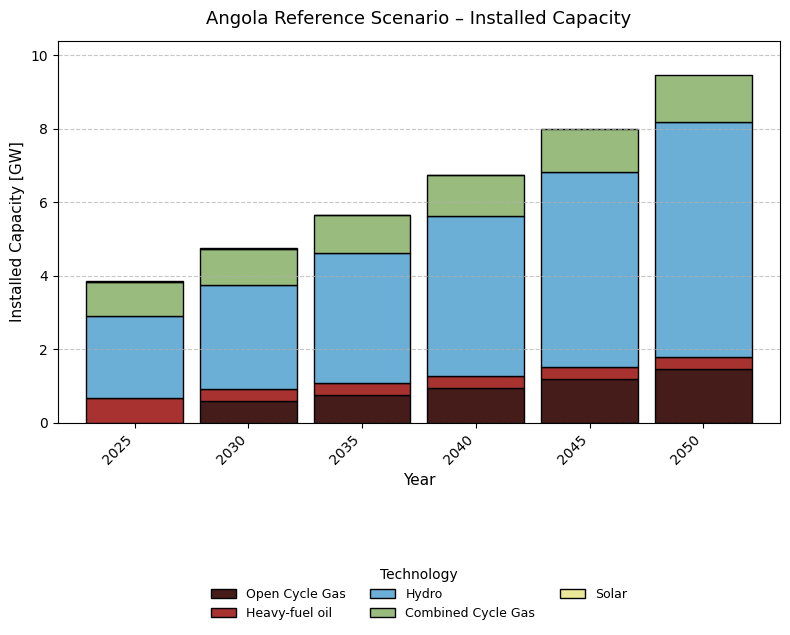 Angola Reference Scenario – Installed Capacity
Installed Capacity [GW]
10
8
6
4
2
0
2025
2030
2035
2040
2045
2050
Year
Technology
Open Cycle Gas
Heavy-fuel oil
Hydro
Combined Cycle Gas
Solar